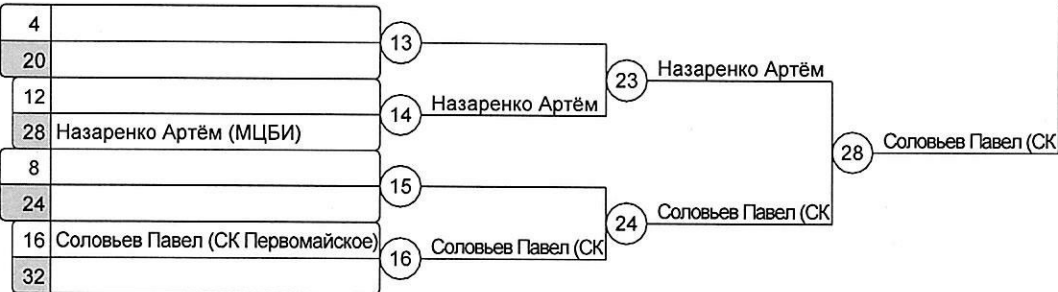 4
20
13
12
28 Назаренко Артём (МЦБИ)
14 Назаренко Артём
23 Назаренко Артём
8
24
15
16 Соловьев Павел (СК Первомайское)
32
16 Соловьев Павел (СК
24 Соловьев Павел (СК
28 Соловьев Павел (СК